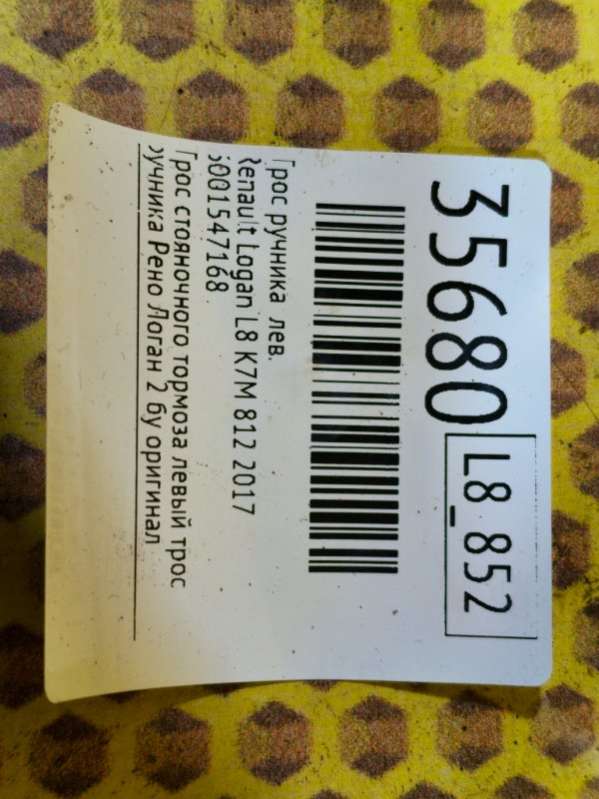 35680 L8_852
Трос ручника лев.
Renault Logan L8 K7M 812 2017
6001547168
Трос стояночного тормоза левый трос
ручника Рено Логан 2 бу оригинал